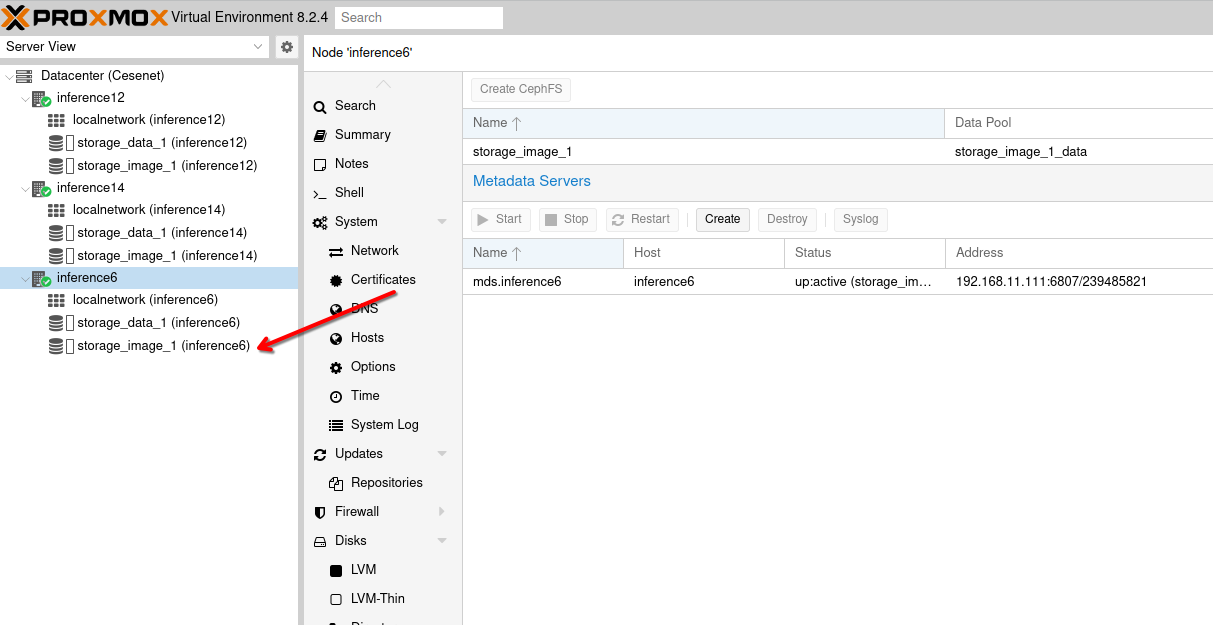 PROXMOX Virtual Environment 8.2.4 Search
Server View
Datacenter (Cesenet)
inference12
localnetwork (inference12)
storage_data_1 (inference12)
storage_image_1 (inference12)
inference14
localnetwork (inference14)
storage_data_1 (inference14)
storage_image_1 (inference14)
inference6
localnetwork (inference6)
storage_data_1 (inference6)
storage_image_1 (inference6)
Node 'inference6'
Search
Summary
Notes
Shell
System
Network
Certificates
DNS
Hosts
Options
Time
System Log
Updates
Repositories
Firewall
Disks
LVM
LVM-Thin
Create CephFS
Name Data Pool
storage_image_1 storage_image_1_data
Metadata Servers
Start Stop Restart Create Destroy Syslog
Name Host Status Address
mds.inference6 inference6 up:active (storage_im… 192.168.11.111:6807/239485821